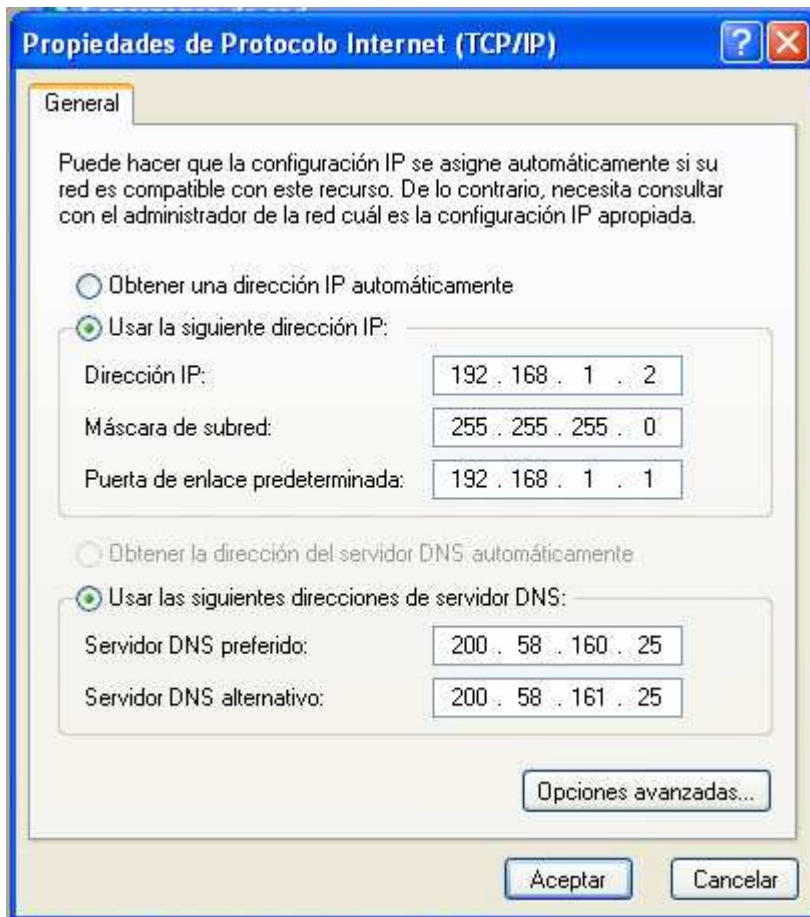 Propiedades de Protocolo Internet (TCP/IP)
General
Puede hacer que la configuración IP se asigne automáticamente si su
red es compatible con este recurso. De lo contrario, necesita consultar
con el administrador de la red cuál es la configuración IP apropiada.
Obtener una dirección IP automáticamente
Usar la siguiente dirección IP:
Dirección IP: 192 . 168 . 1 . 2
Máscara de subred: 255 . 255 . 255 . 0
Puerta de enlace predeterminada: 192 . 168 . 1 . 1
Obtener la dirección del servidor DNS automáticamente
Usar las siguientes direcciones de servidor DNS:
Servidor DNS preferido: 200 . 58 . 160 . 25
Servidor DNS alternativo: 200 . 58 . 161 . 25
Opciones avanzadas...
Aceptar Cancelar